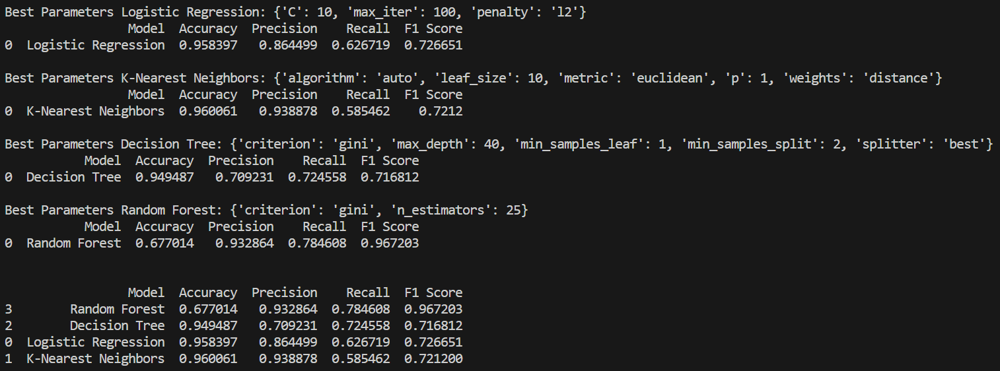 Best Parameters Logistic Regression: {'C': 10, 'max_iter': 100, 'penalty': 'l2'}
Model Accuracy Precision Recall F1 Score
0 Logistic Regression 0.958397 0.864499 0.626719 0.726651
Best Parameters K-Nearest Neighbors: {'algorithm': 'auto', 'leaf_size': 10, 'metric': 'euclidean', 'p': 1, 'weights': 'distance'}
Model Accuracy Precision Recall F1 Score
0 K-Nearest Neighbors 0.960061 0.938878 0.585462 0.7212
Best Parameters Decision Tree: {'criterion': 'gini', 'max_depth': 40, 'min_samples_leaf': 1, 'min_samples_split': 2, 'splitter': 'best'}
Model Accuracy Precision Recall F1 Score
0 Decision Tree 0.949487 0.709231 0.724558 0.716812
Best Parameters Random Forest: {'criterion': 'gini', 'n_estimators': 25}
Model Accuracy Precision Recall F1 Score
0 Random Forest 0.677014 0.932864 0.784608 0.967203
Model Accuracy Precision Recall F1 Score
3 Random Forest 0.677014 0.932864 0.784608 0.967203
2 Decision Tree 0.949487 0.709231 0.724558 0.716812
0 Logistic Regression 0.958397 0.864499 0.626719 0.726651
1 K-Nearest Neighbors 0.960061 0.938878 0.585462 0.721200